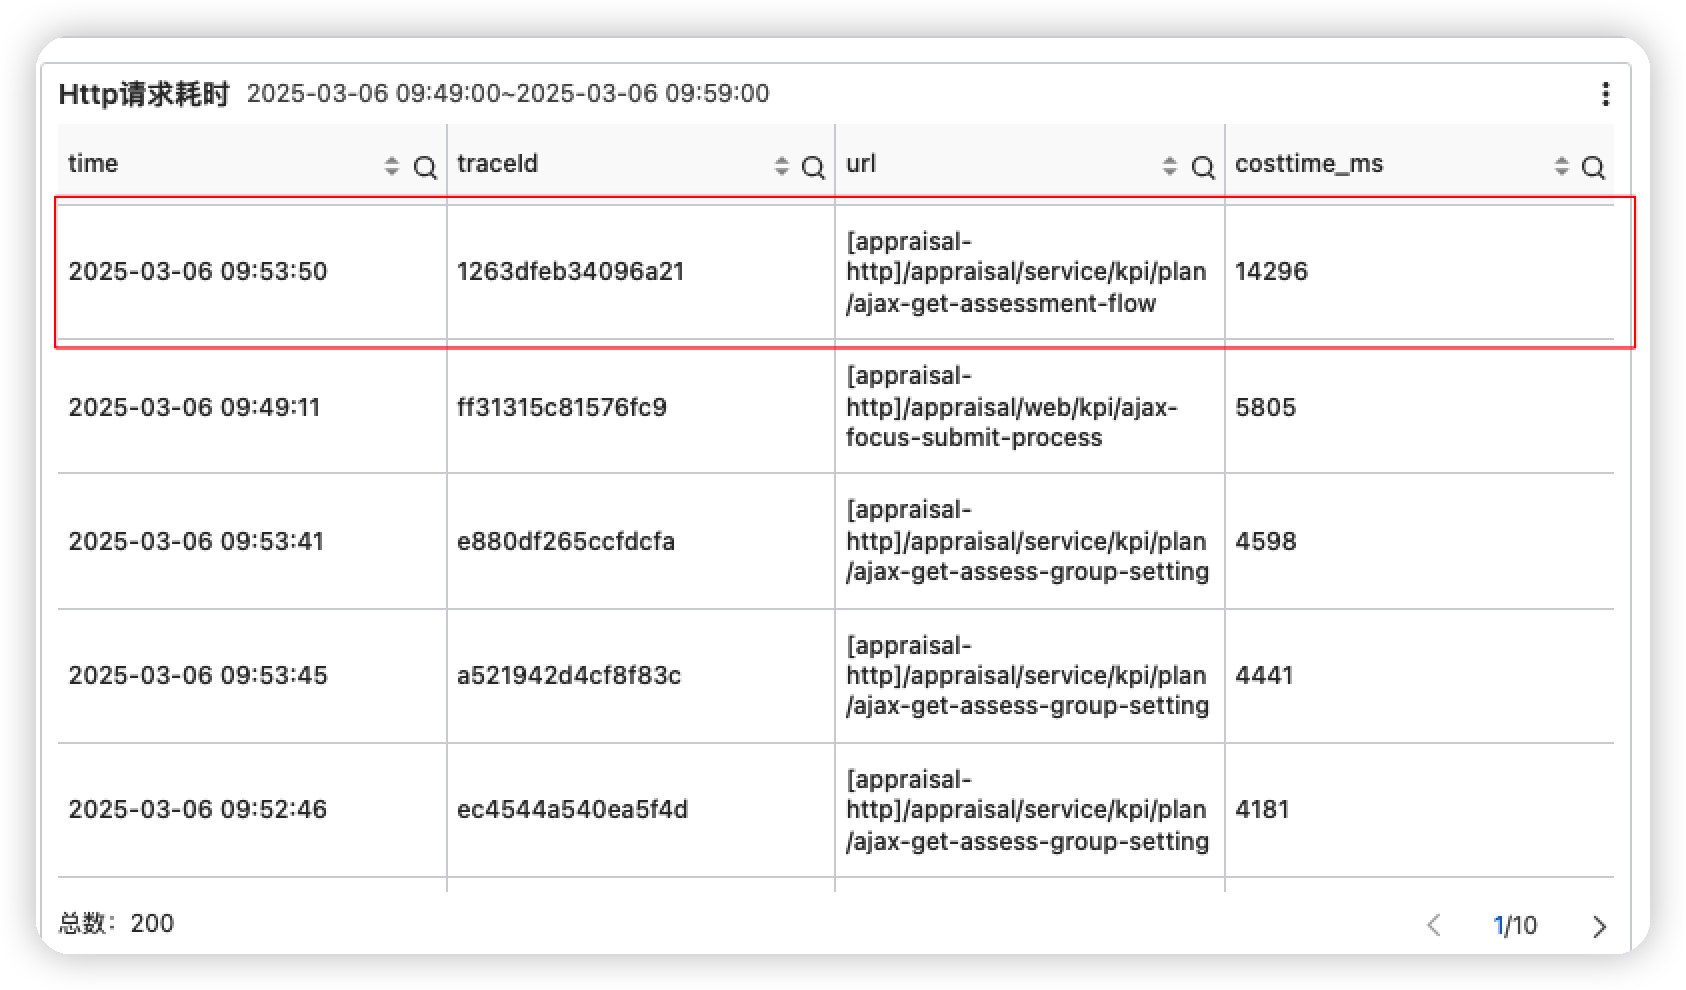 Http请求耗时 2025-03-06 09:49:00~2025-03-06 09:59:00
time traceId url costtime_ms
[appraisal-
2025-03-06 09:53:50 1263dfeb34096a21 http]/appraisal/service/kpi/plan 14296
/ajax-get-assessment-flow
[appraisal-
2025-03-06 09:49:11 ff31315c81576fc9 http]/appraisal/web/kpi/ajax- 5805
focus-submit-process
[appraisal-
2025-03-06 09:53:41 e880df265ccfdcfa http]/appraisal/service/kpi/plan 4598
/ajax-get-assess-group-setting
[appraisal-
2025-03-06 09:53:45 a521942d4cf8f83c http]/appraisal/service/kpi/plan 4441
/ajax-get-assess-group-setting
[appraisal-
2025-03-06 09:52:46 ec4544a540ea5f4d http]/appraisal/service/kpi/plan 4181
/ajax-get-assess-group-setting
总数：200 1/10